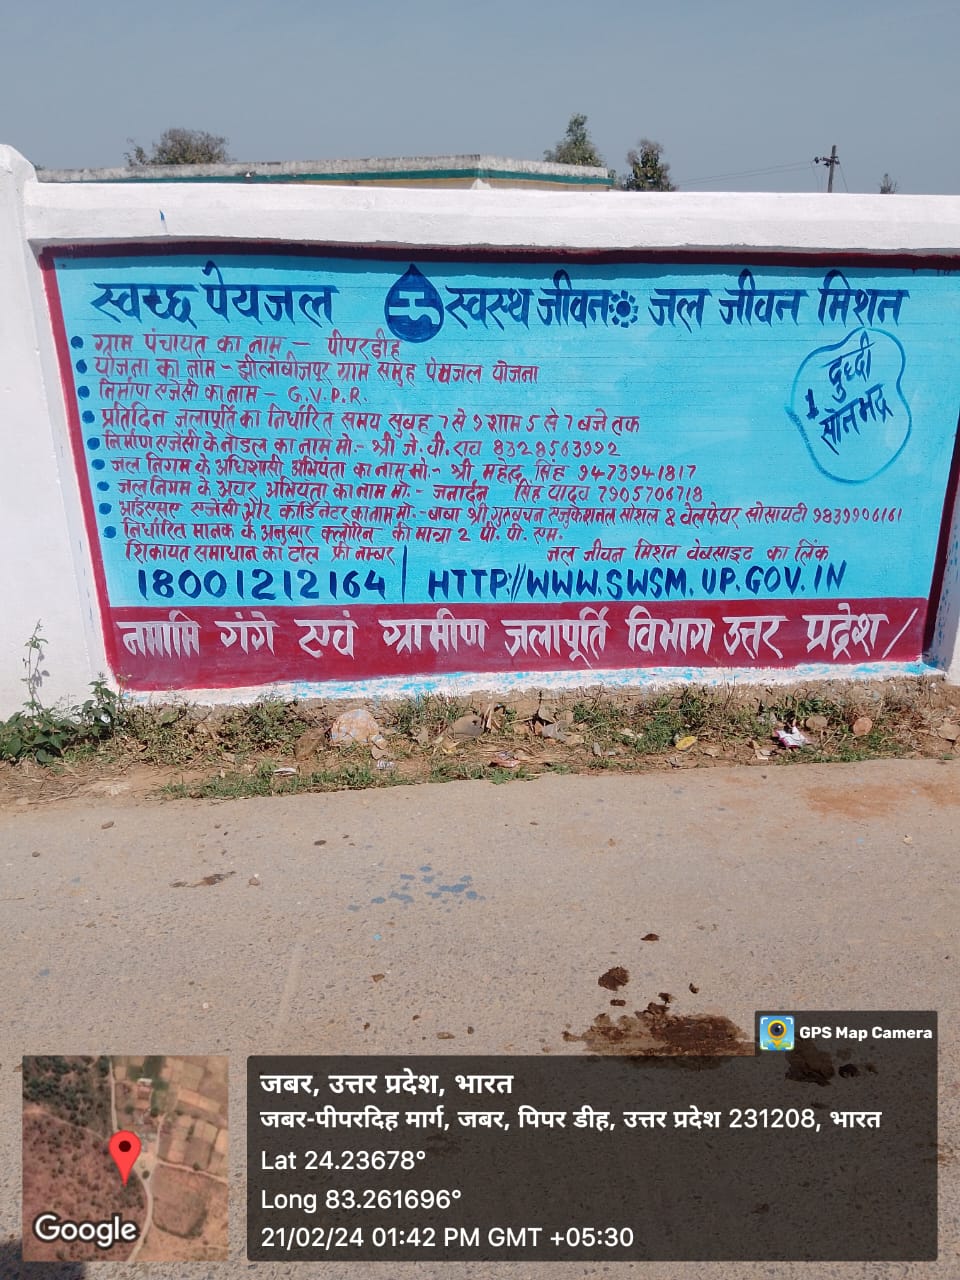 स्वच्छ पेयजल स्वस्थ जीवन जल जीवन मिशन
दुध्दी
सोनभद्र
ग्राम पंचायत का नाम – पीपरडीह
योजना का नाम – झीलोबीजपुर ग्राम समुह पेयजल योजना
निर्माण एजेंसी का नाम – G.V.P.R.
प्रतिदिन जलापूर्ति का निर्धारित समय सुबह 7 से 9 शाम 5 से 7 बजे तक
निर्माण एजेंसी के नोडल का नाम मो.- श्री जे. वी. राव 8328563992
जल निगम के अधिशासी अभियंता का नाम मो.- श्री महेन्द्र सिंह 9473941817
जल निगम के अवर अभियंता का नाम मो.- जनार्दन सिंह यादव 7905706718
आईएसए एजेंसी और कॉर्डिनेटर का नाम मो.-बाबा श्री गुरुबचन एजुकेशनल सोशल & वेलफेयर सोसायटी 9839906161
निर्धारित मानक के अनुसार क्लोरिन की मात्रा 2 पी. पी. एम.
शिकायत समाधान का टोल फ्री नम्बर
18001212164
जल जीवन मिशन वेबसाइट का लिंक
HTTP://WWW.SWSM.UP.GOV.IN
नमामि गंगे एवं ग्रामीण जलापूर्ति विभाग उत्तर प्रदेश/
GPS Map Camera
जबर, उत्तर प्रदेश, भारत
जबर-पीपरदिह मार्ग, जबर, पिपर डीह, उत्तर प्रदेश 231208, भारत
Lat 24.23678°
Long 83.261696°
21/02/24 01:42 PM GMT +05:30
Google